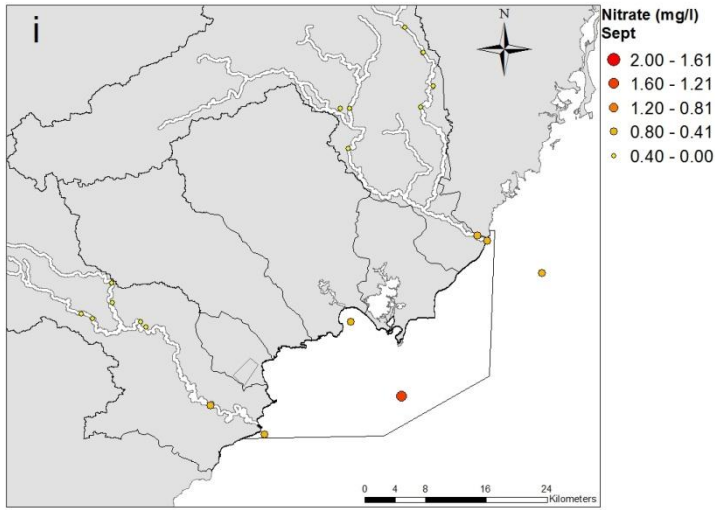 i
N
Nitrate (mg/l)
Sept
2.00 - 1.61
1.60 - 1.21
1.20 - 0.81
0.80 - 0.41
0.40 - 0.00
0 4 8 16 24
Kilometers